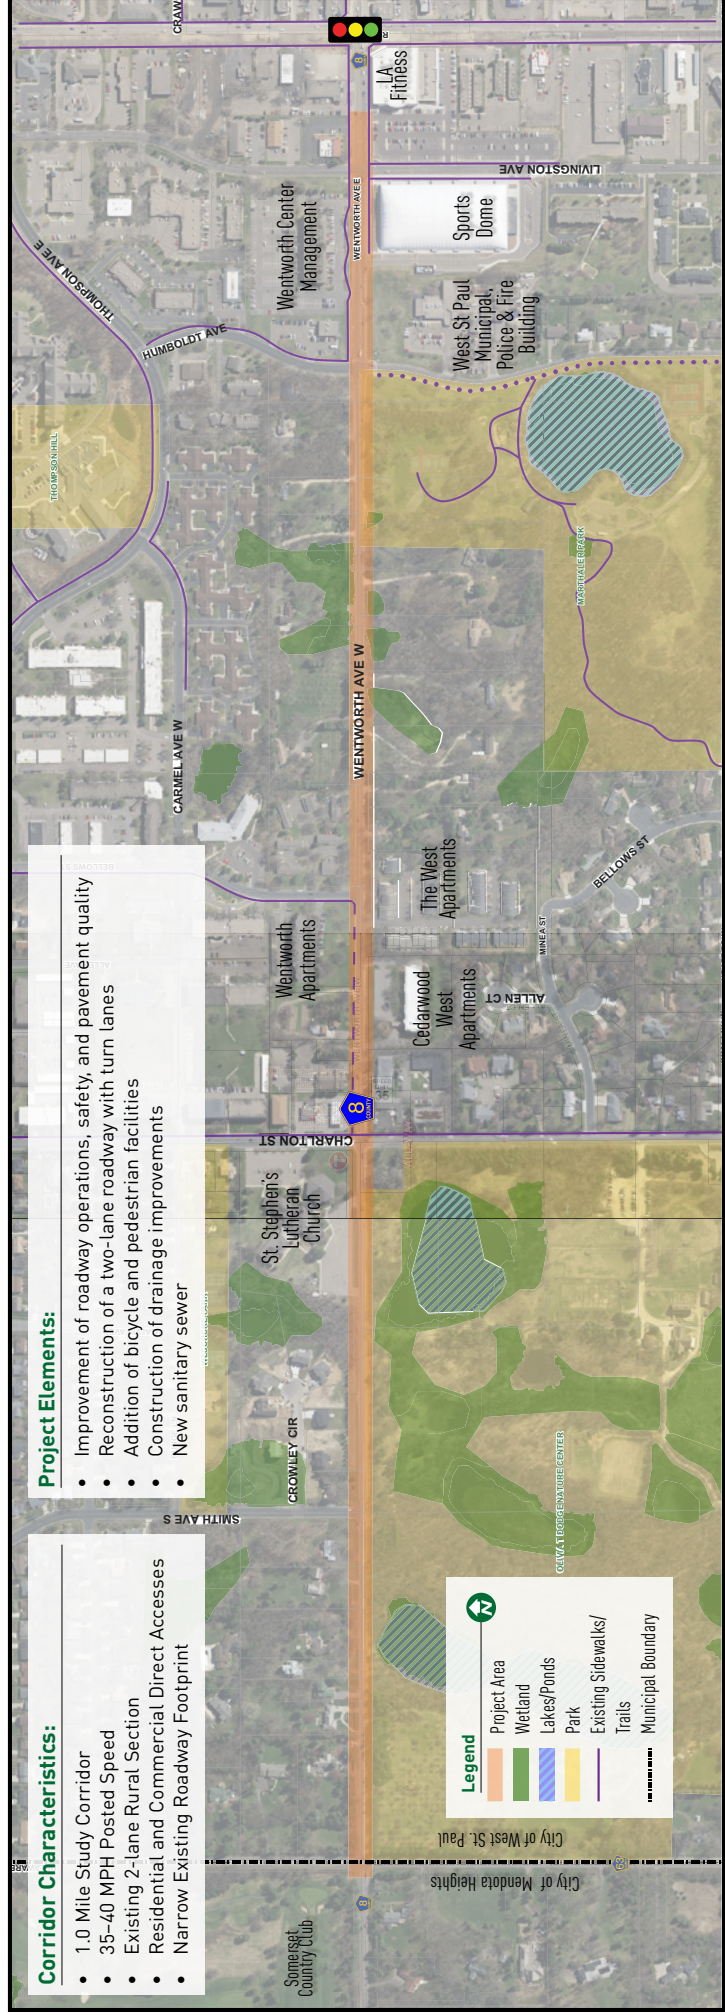 Corridor Characteristics:
• 1.0 Mile Study Corridor
• 35-40 MPH Posted Speed
• Existing 2-lane Rural Section
• Residential and Commercial Direct Accesses
• Narrow Existing Roadway Footprint
Project Elements:
• Improvement of roadway operations, safety, and pavement quality
• Reconstruction of a two-lane roadway with turn lanes
• Addition of bicycle and pedestrian facilities
• Construction of drainage improvements
• New sanitary sewer
SMITH AVE S
CROWLEY CIR
St. Stephen's
Lutheran
Church
CHARLTON ST
8
COUNTY
BELLOWS S
Wentworth
Apartments
CARMEL AVE W
THOMPSON HILL
THOMPSON AVE E
HUMBOLDT AVE
Wentworth Center
Management
CRAW
R
8
WENTWORTH AVE E
WENTWORTH AVE W
LA
Fitness
LIVINGSTON AVE
Sports
Dome
West St Paul
Municipal,
Police & Fire
Building
MARTHALER PARK
The West
Apartments
Cedarwood
West
Apartments
BELLOWS ST
MINEA ST
ALLEN CT
35
Somerset
Country Club
8
City of Mendota Heights
City of West St. Paul
63
Legend
N
Project Area
Wetland
Lakes/Ponds
Park
Existing Sidewalks/
Trails
Municipal Boundary
NATURE CENTER